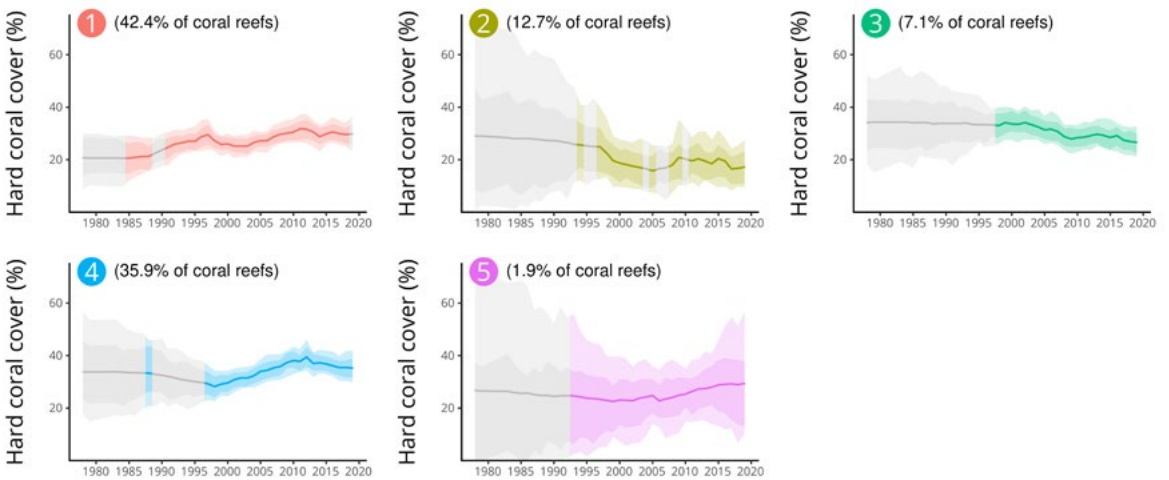 1 (42.4% of coral reefs)
Hard coral cover (%)
60
40
20
1980 1985 1990 1995 2000 2005 2010 2015 2020
2 (12.7% of coral reefs)
Hard coral cover (%)
60
40
20
1980 1985 1990 1995 2000 2005 2010 2015 2020
3 (7.1% of coral reefs)
Hard coral cover (%)
60
40
20
1980 1985 1990 1995 2000 2005 2010 2015 2020
4 (35.9% of coral reefs)
Hard coral cover (%)
60
40
20
1980 1985 1990 1995 2000 2005 2010 2015 2020
5 (1.9% of coral reefs)
Hard coral cover (%)
60
40
20
1980 1985 1990 1995 2000 2005 2010 2015 2020